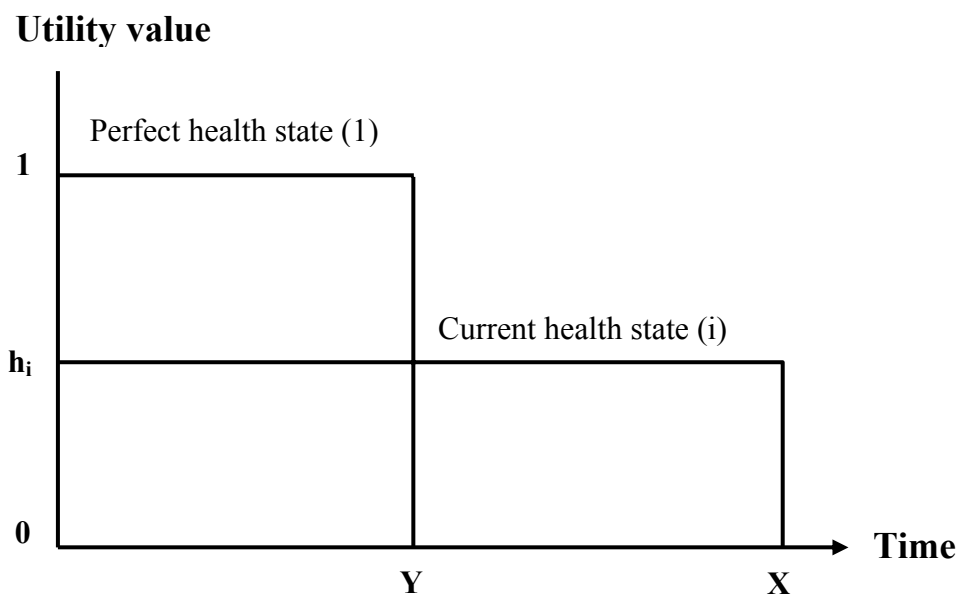 Utility value
Perfect health state (1)
1
Current health state (i)
hᵢ
0
Time
Y
X